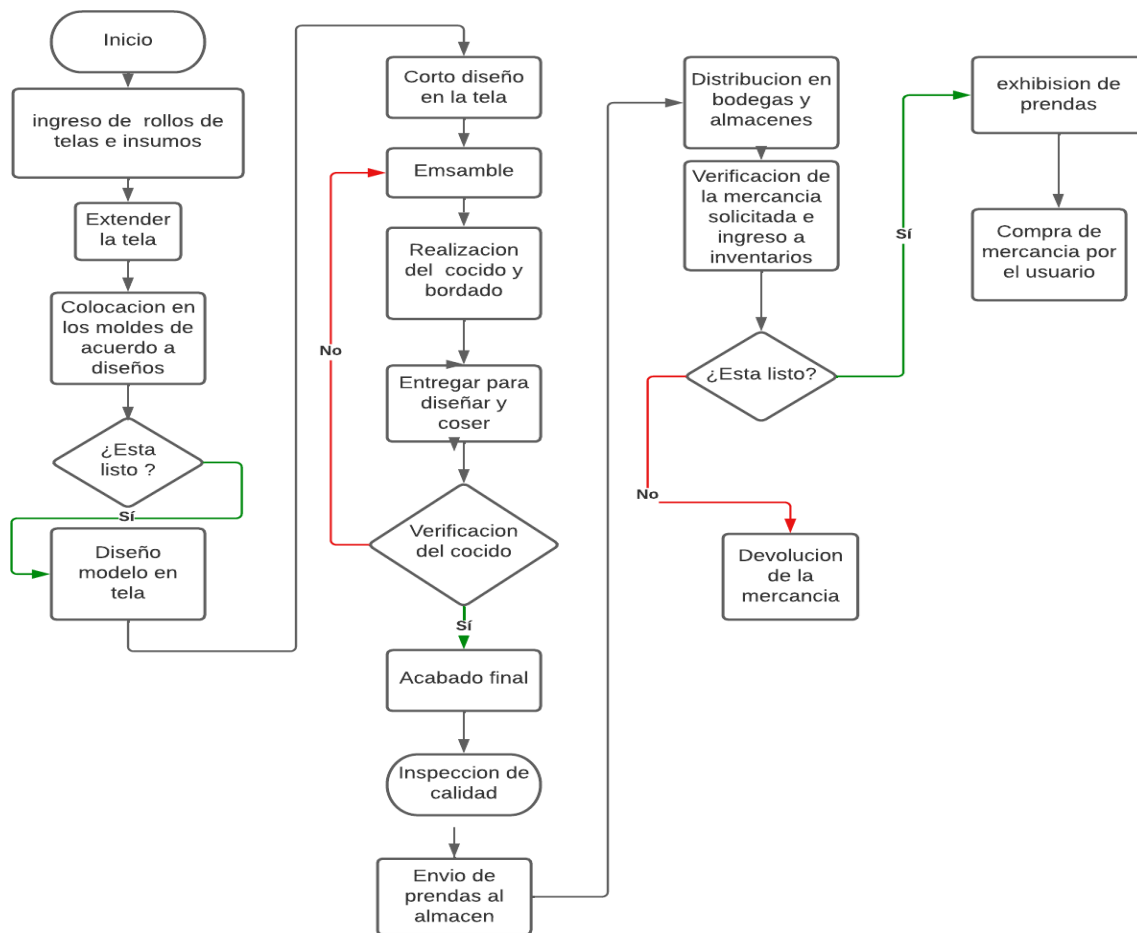 Inicio
ingreso de rollos de
telas e insumos
Extender
la tela
Colocacion en
los moldes de
acuerdo a
diseños
¿Esta
listo ?
Sí
Diseño
modelo en
tela
Corto diseño
en la tela
Emsamble
Realizacion
del cocido y
bordado
No
Entregar para
diseñar y
coser
Verificacion
del cocido
Sí
Acabado final
Inspeccion de
calidad
Envio de
prendas al
almacen
Distribucion en
bodegas y
almacenes
Verificacion de
la mercancia
solicitada e
ingreso a
inventarios
¿Esta listo?
No
Devolucion
de la
mercancia
Sí
exhibision de
prendas
Compra de
mercancia por
el usuario